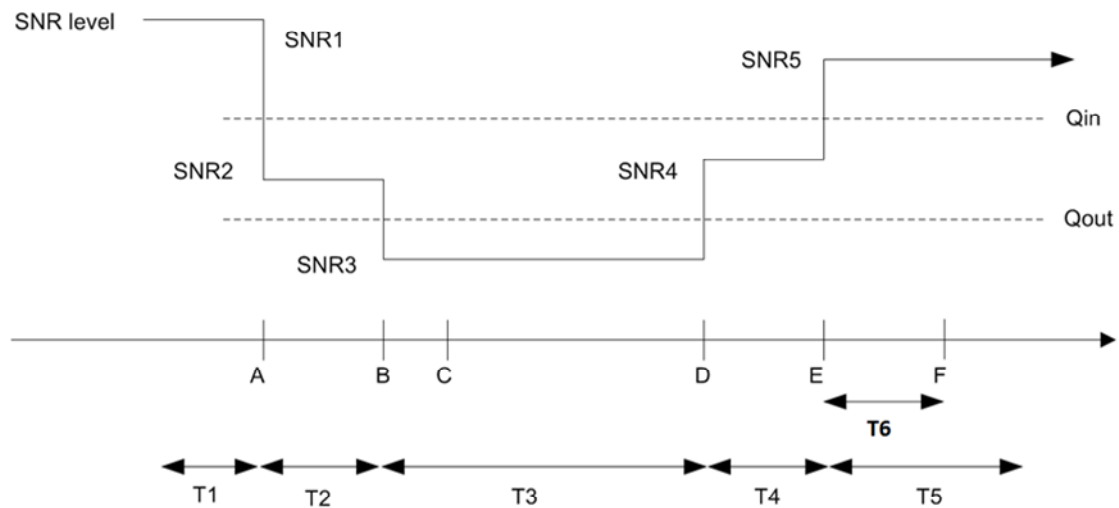 SNR level
SNR1
SNR5
Qin
SNR2
SNR4
Qout
SNR3
A B C D E F
T6
T1 T2 T3 T4 T5